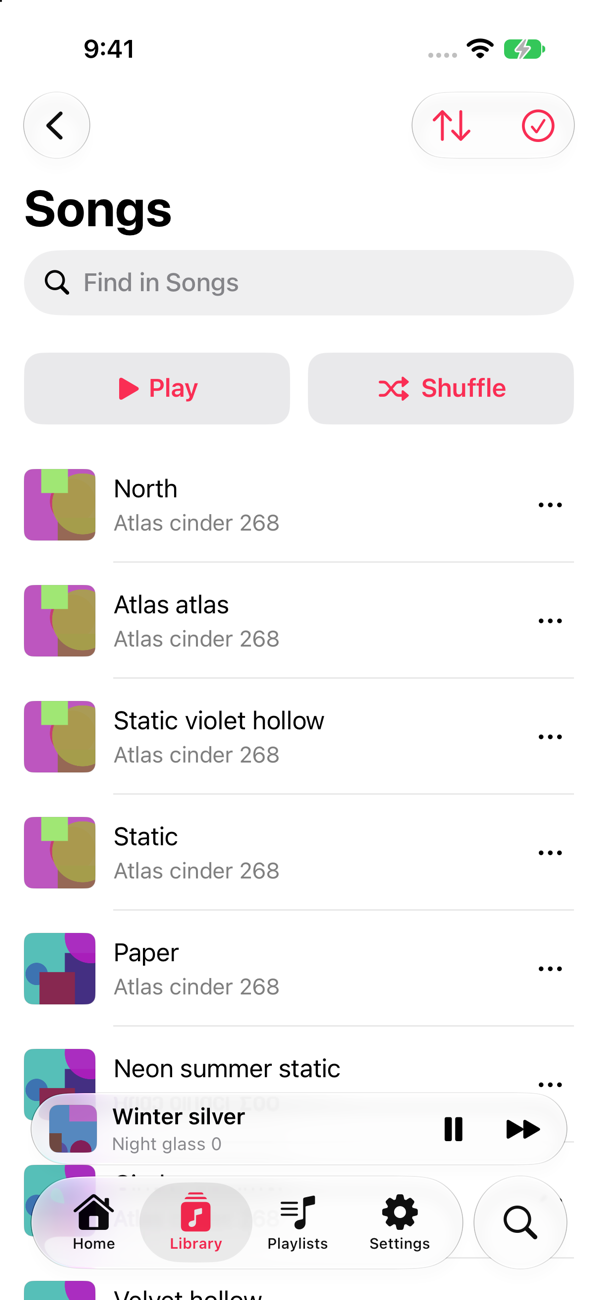 9:41
Songs
Find in Songs
Play
Shuffle
North
Atlas cinder 268
Atlas atlas
Atlas cinder 268
Static violet hollow
Atlas cinder 268
Static
Atlas cinder 268
Paper
Atlas cinder 268
Neon summer static
Winter silver
Night glass 0
Home
Library
Playlists
Settings
Velvet hollow